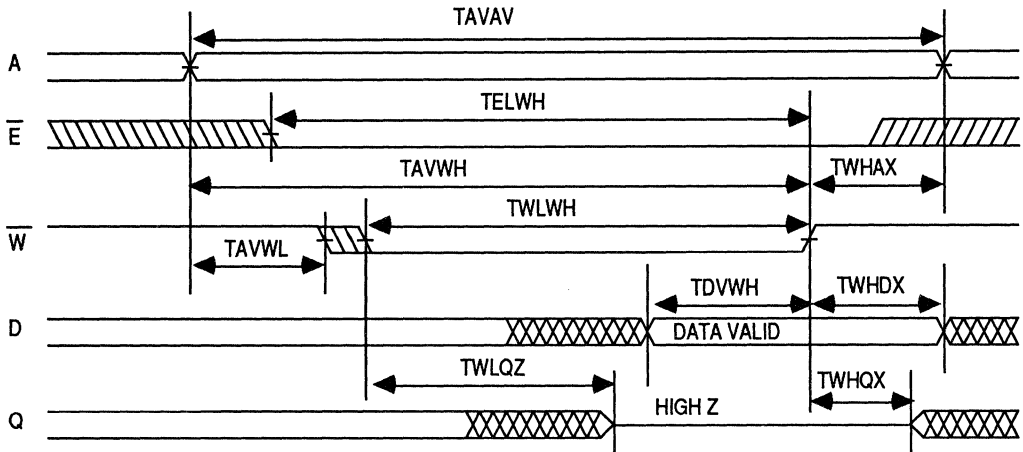 TAVAV
A
TELWH
E
TAVWH TWHAX
TWLWH
W
TAVWL
TDVWH TWHDX
D DATA VALID
TWLQZ TWHQX
HIGH Z
Q